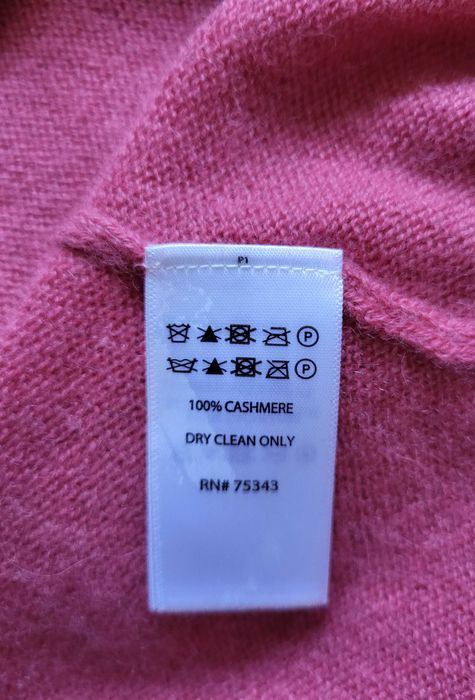 P1
P
P
100% CASHMERE
DRY CLEAN ONLY
RN# 75343